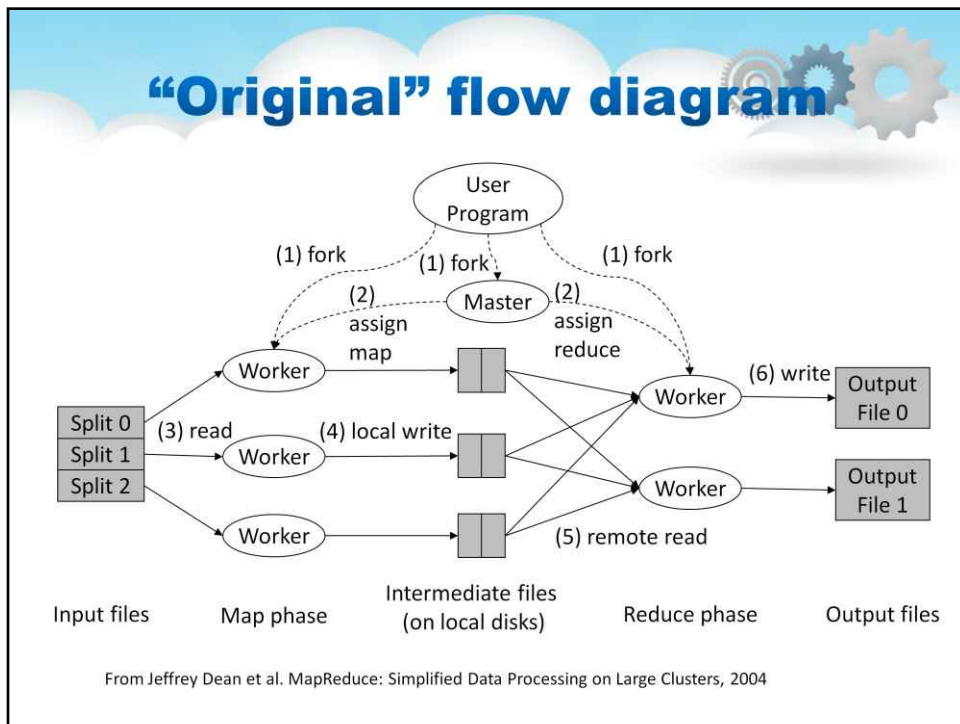 “Original” flow diagram
User
Program
(1) fork
(1) fork
(1) fork
(2)
assign
map
Master
(2)
assign
reduce
Worker
Worker
(6) write
Output
File 0
Split 0
Split 1
Split 2
(3) read
Worker
(4) local write
Worker
Output
File 1
Worker
(5) remote read
Input files
Map phase
Intermediate files
(on local disks)
Reduce phase
Output files
From Jeffrey Dean et al. MapReduce: Simplified Data Processing on Large Clusters, 2004